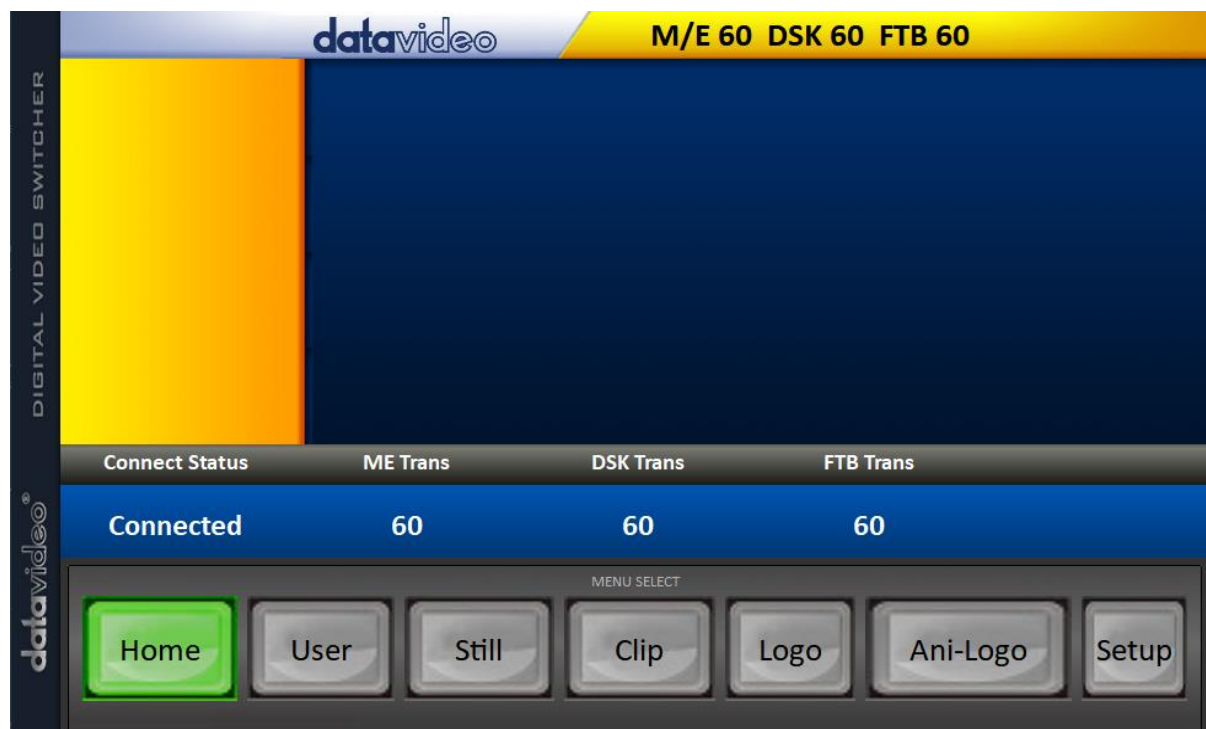 datavideo
M/E 60 DSK 60 FTB 60
DIGITAL VIDEO SWITCHER
datavideo®
Connect Status ME Trans DSK Trans FTB Trans
Connected 60 60 60
MENU SELECT
Home User Still Clip Logo Ani-Logo Setup